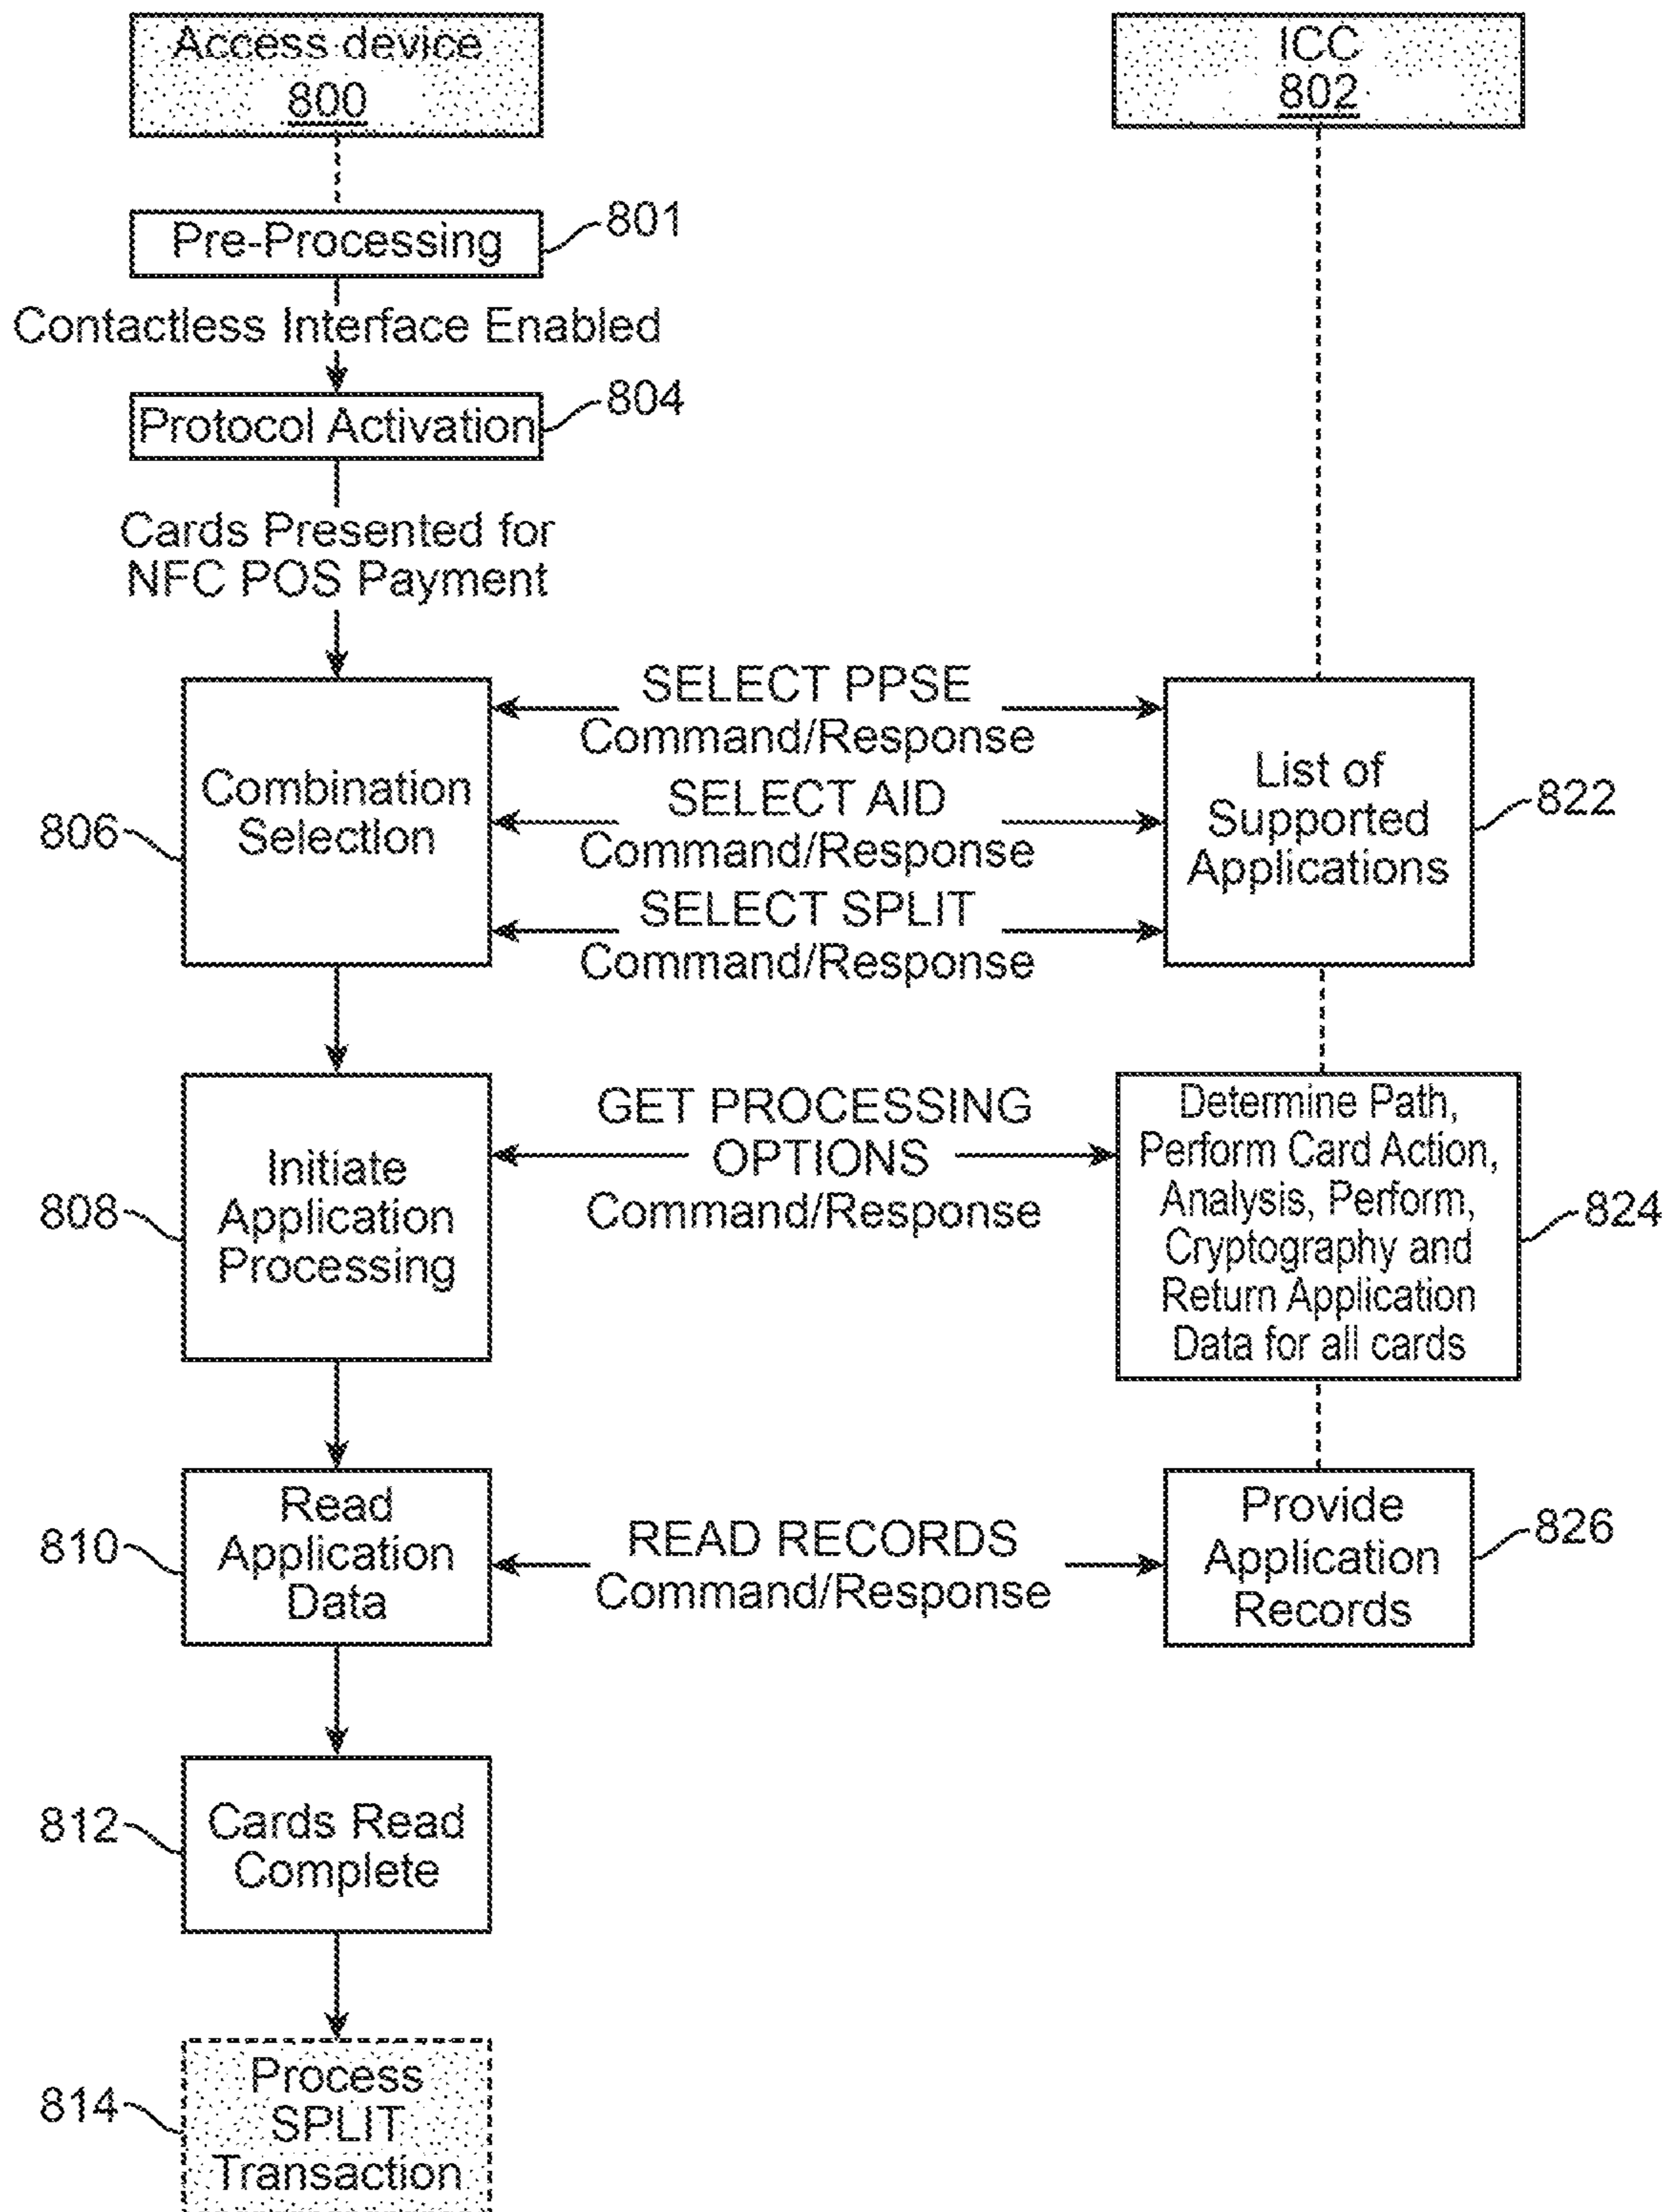 Access device
800
ICC
802
Pre-Processing
801
Contactless Interface Enabled
Protocol Activation
804
Cards Presented for
NFC POS Payment
806
Combination
Selection
SELECT PPSE
Command/Response
SELECT AID
Command/Response
SELECT SPLIT
Command/Response
List of
Supported
Applications
822
808
Initiate
Application
Processing
GET PROCESSING
OPTIONS
Command/Response
Determine Path,
Perform Card Action,
Analysis, Perform,
Cryptography and
Return Application
Data for all cards
824
810
Read
Application
Data
READ RECORDS
Command/Response
Provide
Application
Records
826
812
Cards Read
Complete
814
Process
SPLIT
Transaction